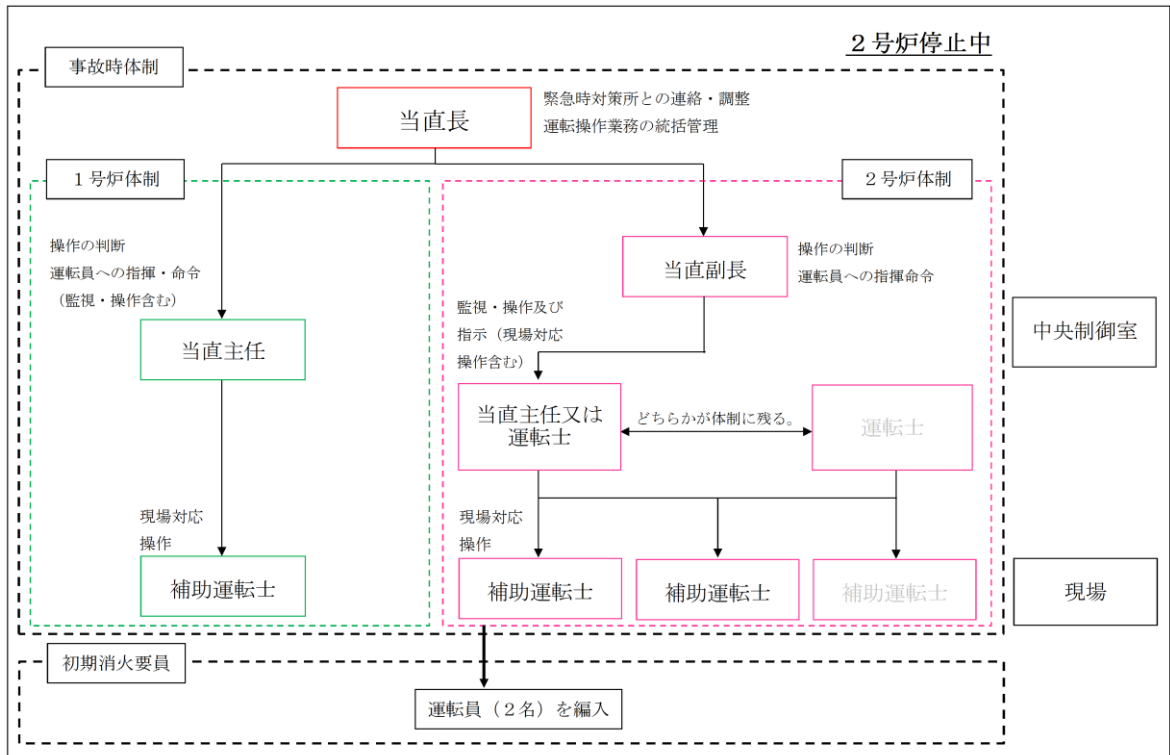 ２号炉停止中
事故時体制
当直長
緊急時対策所との連絡・調整
運転操作業務の統括管理
１号炉体制
２号炉体制
操作の判断
運転員への指揮・命令
（監視・操作含む）
当直主任
現場対応
操作
補助運転士
当直副長
操作の判断
運転員への指揮命令
監視・操作及び
指示（現場対応
操作含む）
当直主任又は
運転士
どちらかが体制に残る。
運転士
現場対応
操作
補助運転士
補助運転士
補助運転士
中央制御室
現場
初期消火要員
運転員（２名）を編入